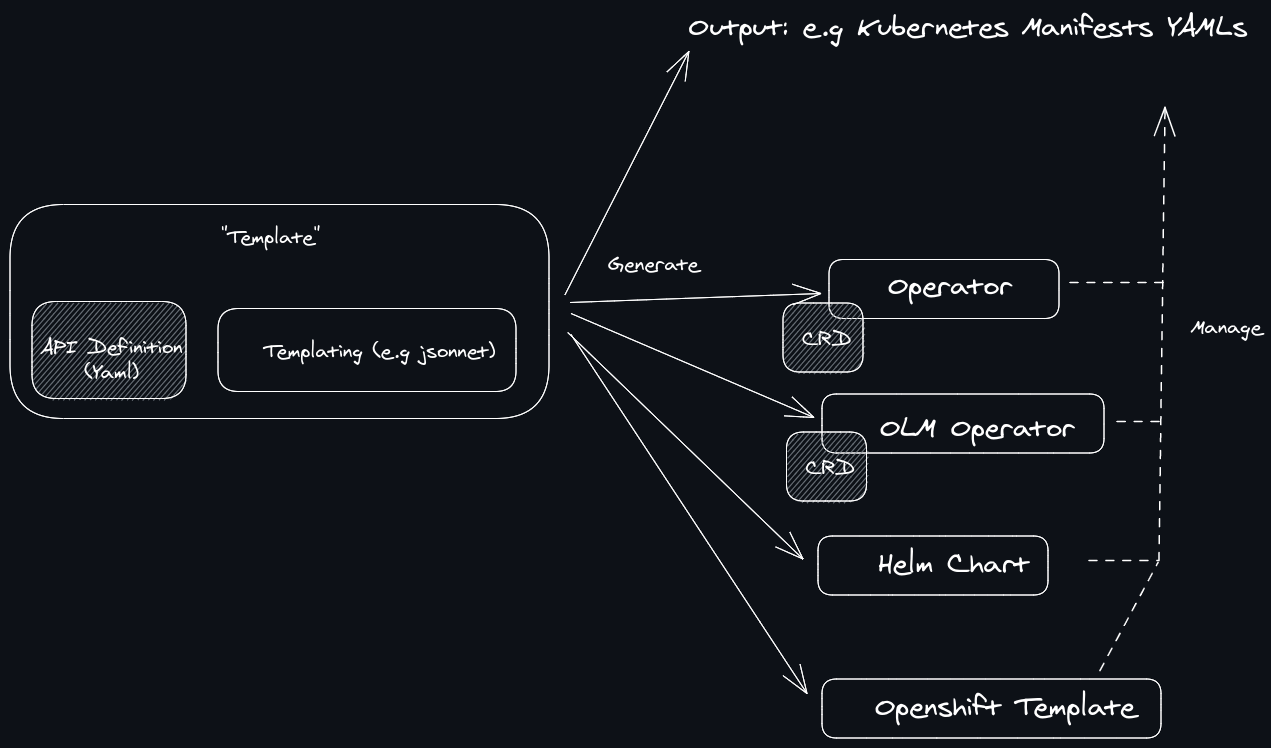 Output: e.g Kubernetes Manifests YAMLs
"Template"
API Definition
(Yaml)
Templating (e.g jsonnet)
Generate
Operator
CRD
Manage
OLM Operator
CRD
Helm Chart
Openshift Template